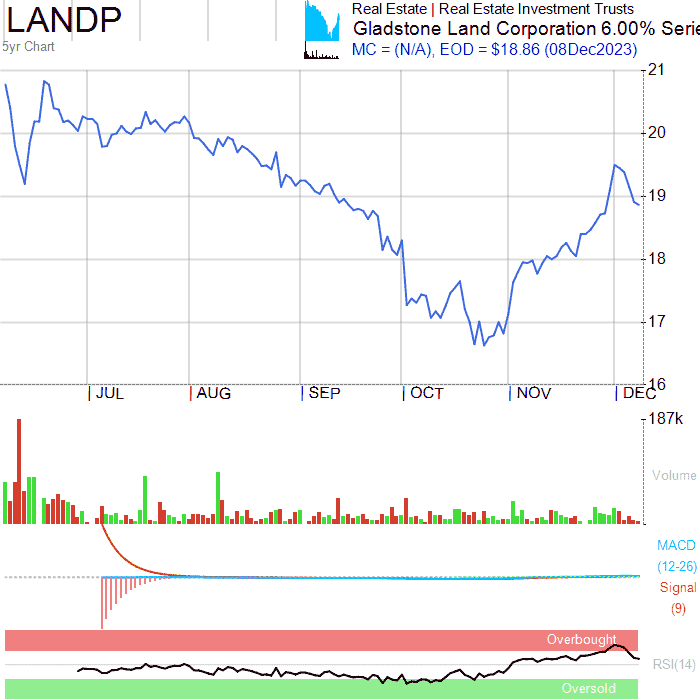 LANDP
5yr Chart
Real Estate | Real Estate Investment Trusts
Gladstone Land Corporation 6.00% Serie
MC = (N/A), EOD = $18.86 (08Dec2023)
21
20
19
18
17
16
JUL AUG SEP OCT NOV DEC
187k
Volume
MACD
(12-26)
Signal
(9)
Overbought
RSI(14)
Oversold